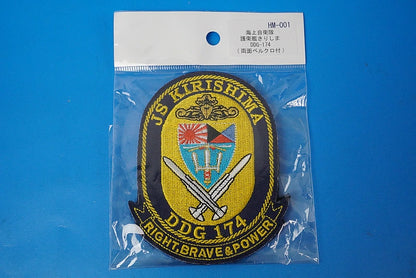 HM-001
海上自衛隊
護衛艦きりしま
DDG-174
(両面ベルクロ付)
JS KIRISHIMA
DDG 174
RIGHT,BRAVE&POWER